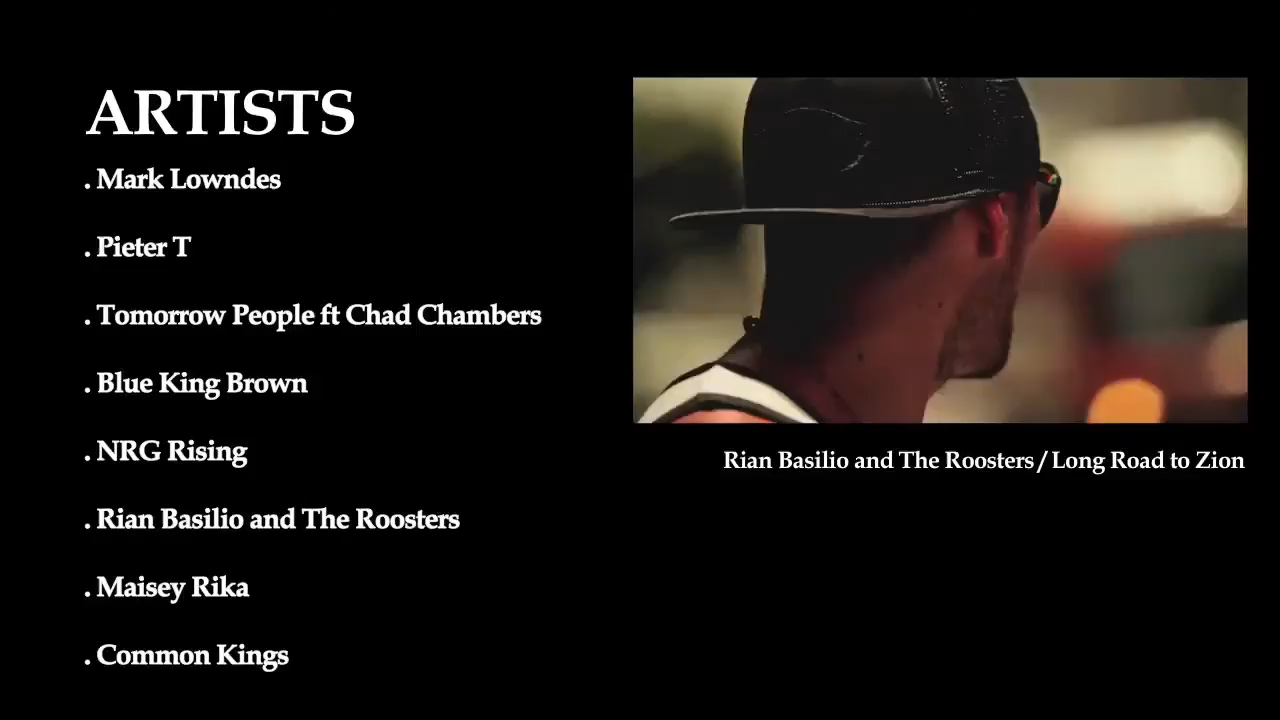 ARTISTS
. Mark Lowndes
. Pieter T
. Tomorrow People ft Chad Chambers
. Blue King Brown
. NRG Rising
. Rian Basilio and The Roosters
. Maisey Rika
. Common Kings
Rian Basilio and The Roosters / Long Road to Zion